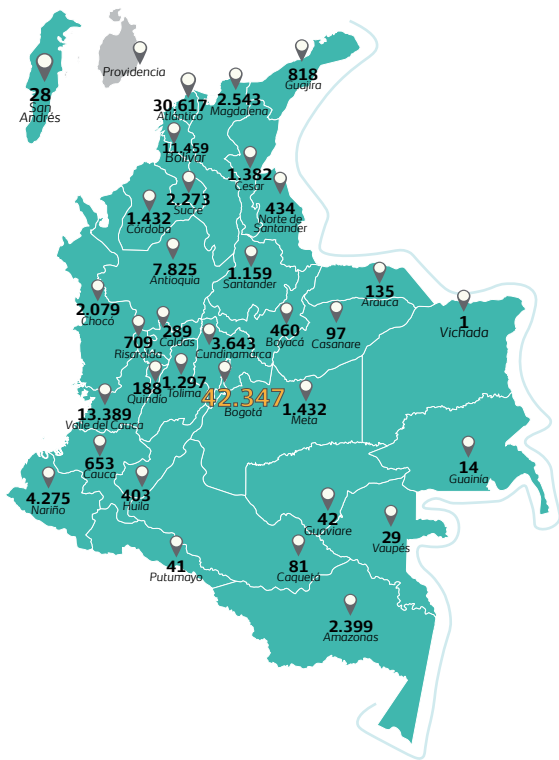 28
San
Andrés
Providencia
818
Guajira
30.617
Atlántico
2.543
Magdalena
11.459
Bolívar
1.382
Cesar
2.273
Sucre
434
Norte de
Santander
1.432
Córdoba
7.825
Antioquia
1.159
Santander
135
Arauca
2.079
Chocó
1
Vichada
289
Caldas
709
Risaralda
3.643
Cundinamarca
460
Boyacá
97
Casanare
188
Quindío
1.297
Tolima
42.347
Bogotá
1.432
Meta
13.389
Valle del Cauca
653
Cauca
14
Guainía
4.275
Nariño
403
Huila
42
Guaviare
29
Vaupés
41
Putumayo
81
Caquetá
2.399
Amazonas